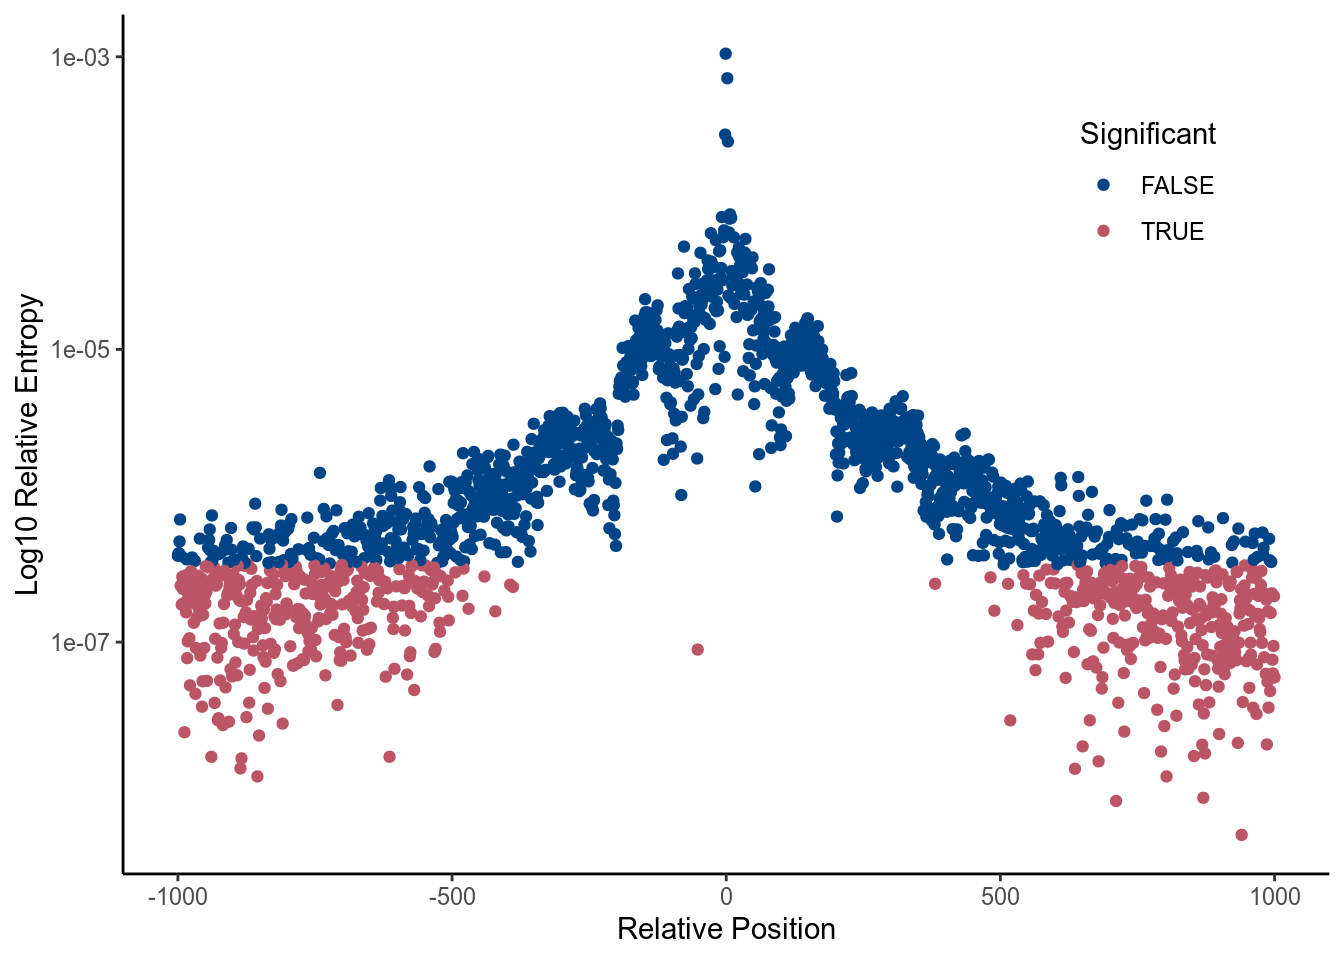 1e-03
1e-05
1e-07
Log10 Relative Entropy
Significant
FALSE
TRUE
-1000
-500
0
500
1000
Relative Position